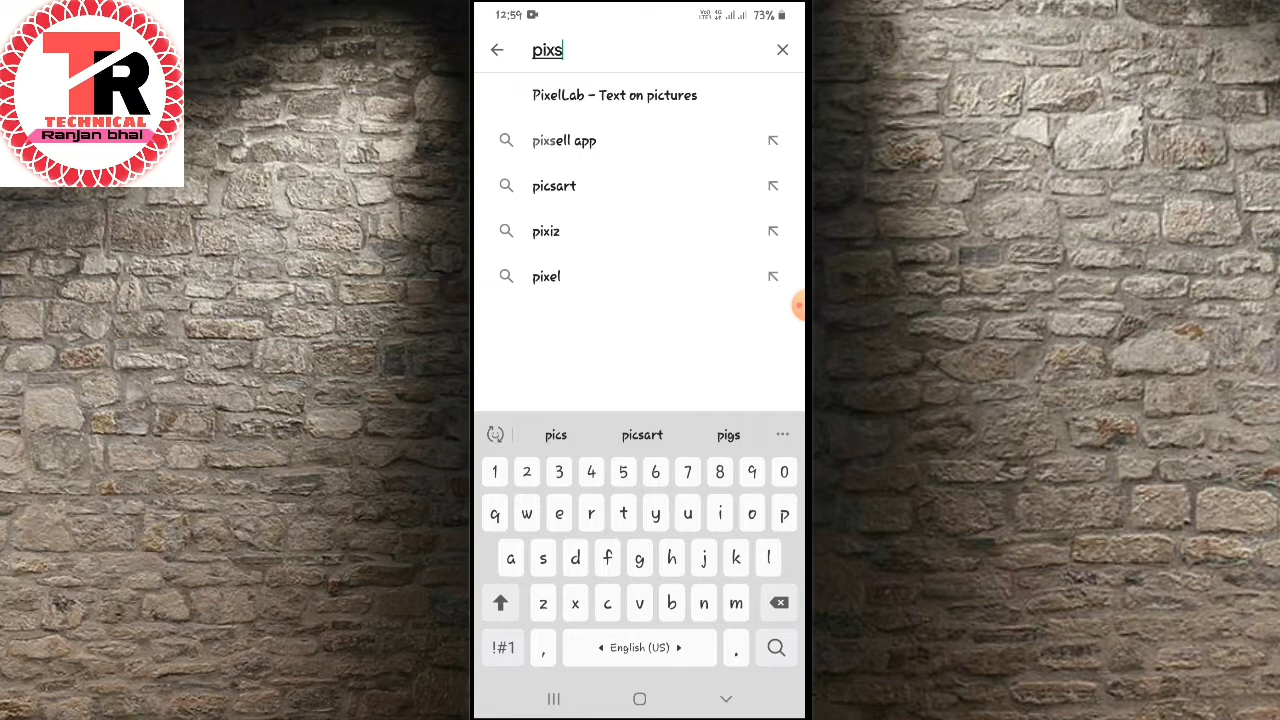 TR
TECHNICAL
Ranjan bhai
12:59
73%
pixs
PixelLab - Text on pictures
pixsell app
picsart
pixiz
pixel
pics picsart pigs
1 2 3 4 5 6 7 8 9 0
q w e r t y u i o p
a s d f g h j k l
z x c v b n m
!#1 , English (US) .